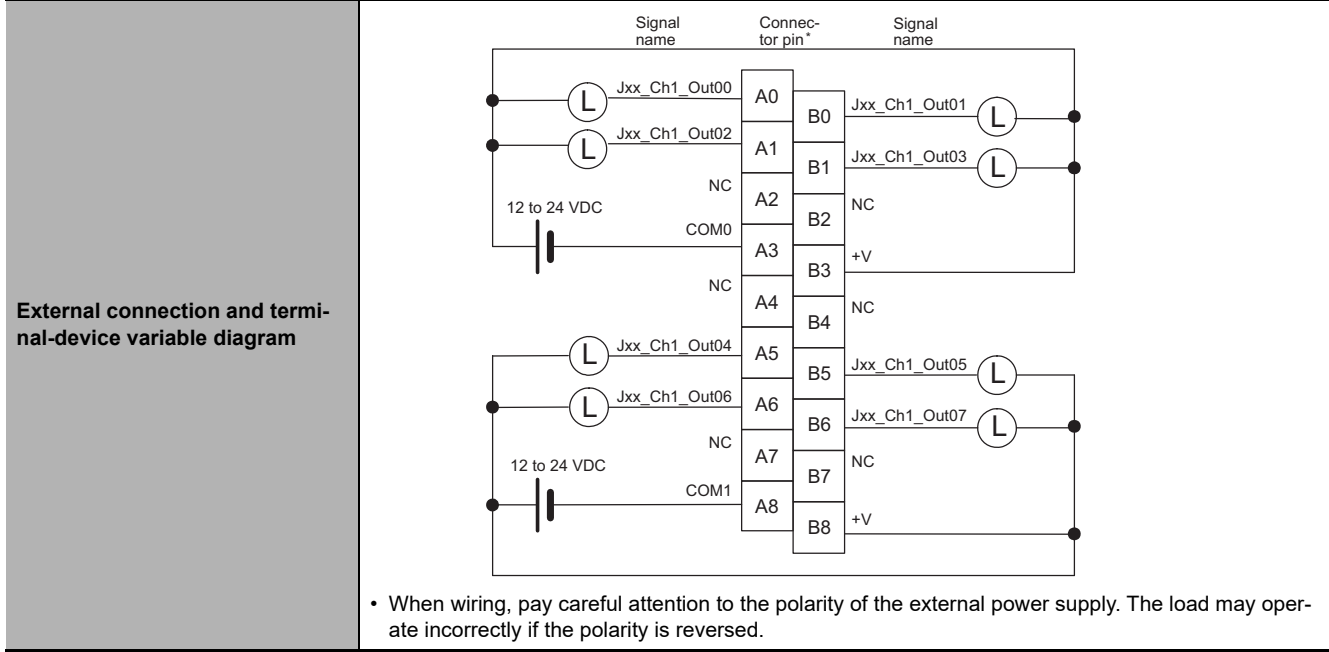 External connection and termi-
nal-device variable diagram
Signal
name
Connec-
tor pin*
Signal
name
Jxx_Ch1_Out00
L
A0
B0
Jxx_Ch1_Out01
L
Jxx_Ch1_Out02
L
A1
B1
Jxx_Ch1_Out03
L
NC
A2
B2
NC
12 to 24 VDC
COM0
A3
B3
+V
NC
A4
B4
NC
Jxx_Ch1_Out04
L
A5
B5
Jxx_Ch1_Out05
L
Jxx_Ch1_Out06
L
A6
B6
Jxx_Ch1_Out07
L
NC
A7
B7
NC
12 to 24 VDC
COM1
A8
B8
+V
• When wiring, pay careful attention to the polarity of the external power supply. The load may oper-
ate incorrectly if the polarity is reversed.